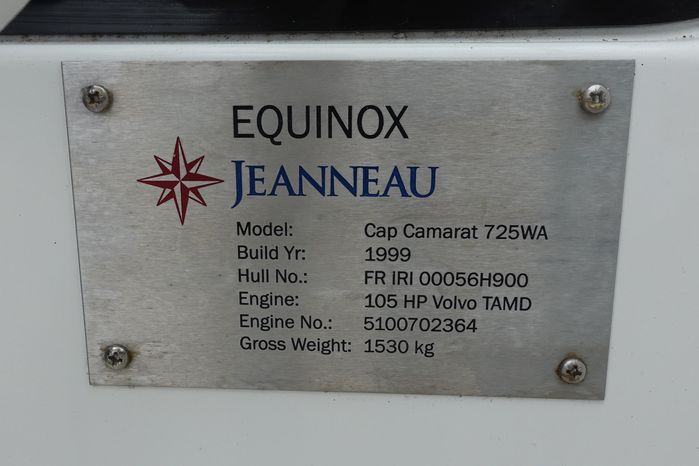 EQUINOX
JEANNEAU
Model: Cap Camarat 725WA
Build Yr: 1999
Hull No.: FR IRI 00056H900
Engine: 105 HP Volvo TAMD
Engine No.: 5100702364
Gross Weight: 1530 kg